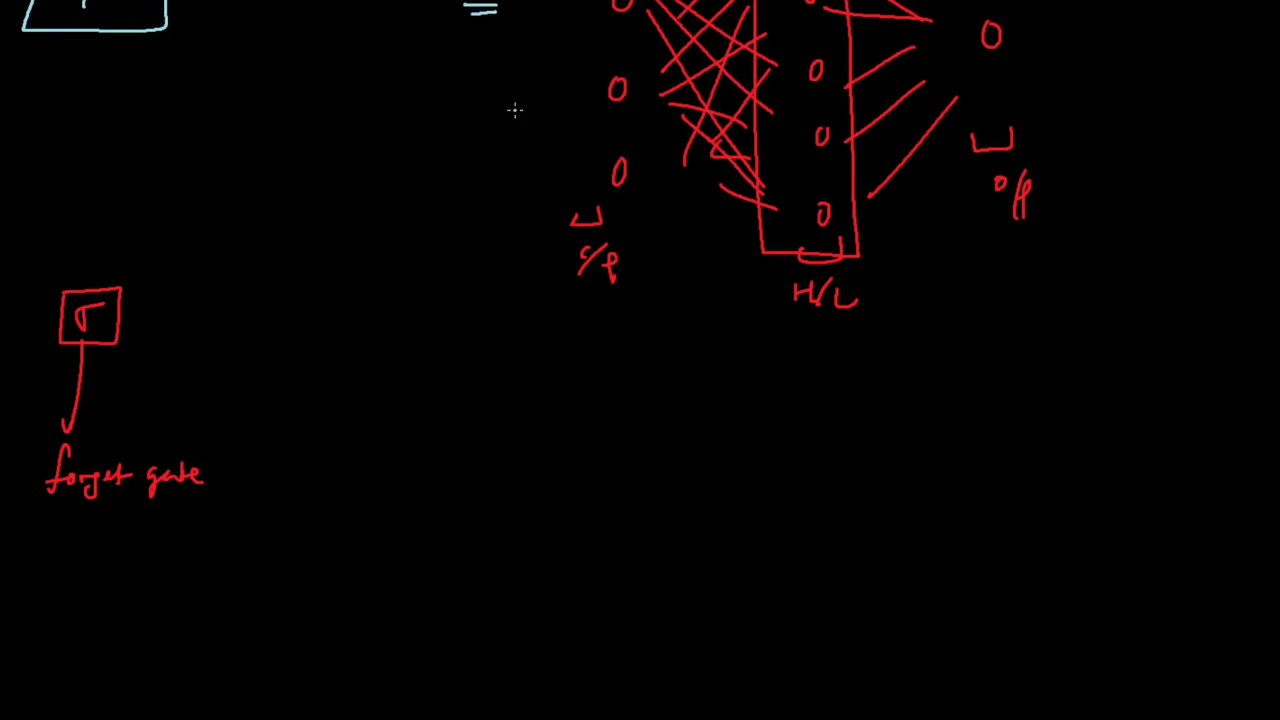 o/p
i/p
H/L
σ
forget gate